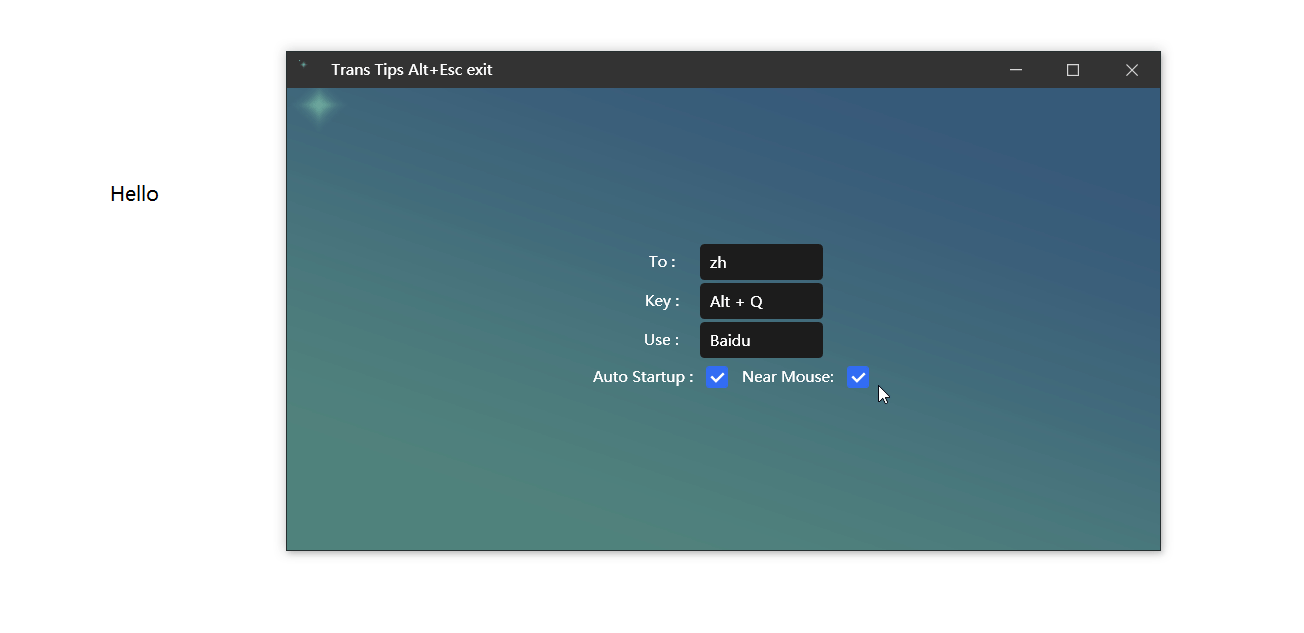 Trans Tips Alt+Esc exit
Hello
To :
zh
Key :
Alt + Q
Use :
Baidu
Auto Startup :
Near Mouse: